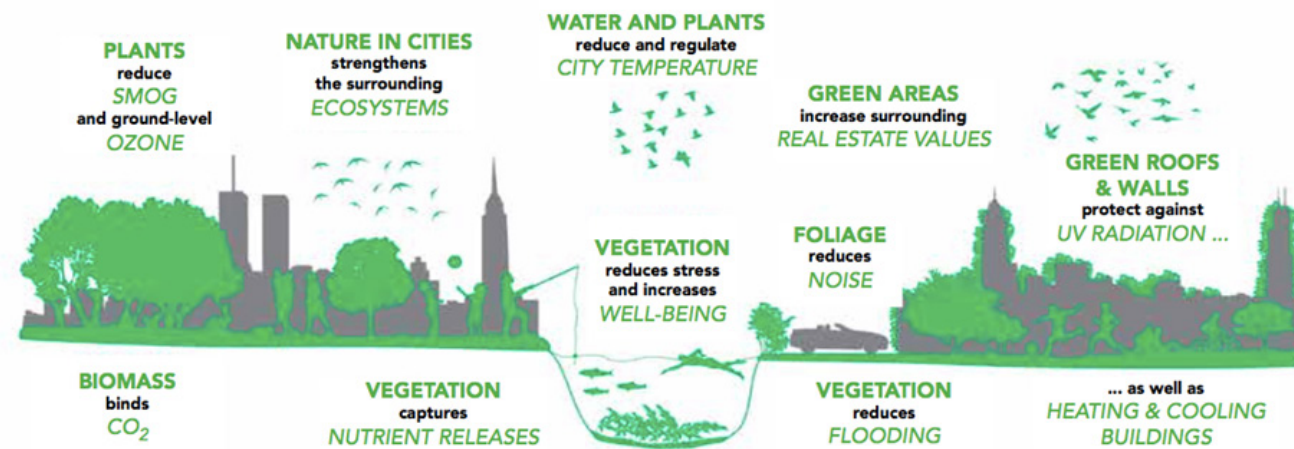 PLANTS
reduce
SMOG
and ground-level
OZONE
NATURE IN CITIES
strengthens
the surrounding
ECOSYSTEMS
WATER AND PLANTS
reduce and regulate
CITY TEMPERATURE
GREEN AREAS
increase surrounding
REAL ESTATE VALUES
GREEN ROOFS
& WALLS
protect against
UV RADIATION ...
VEGETATION
reduces stress
and increases
WELL-BEING
FOLIAGE
reduces
NOISE
BIOMASS
binds
CO₂
VEGETATION
captures
NUTRIENT RELEASES
VEGETATION
reduces
FLOODING
... as well as
HEATING & COOLING
BUILDINGS